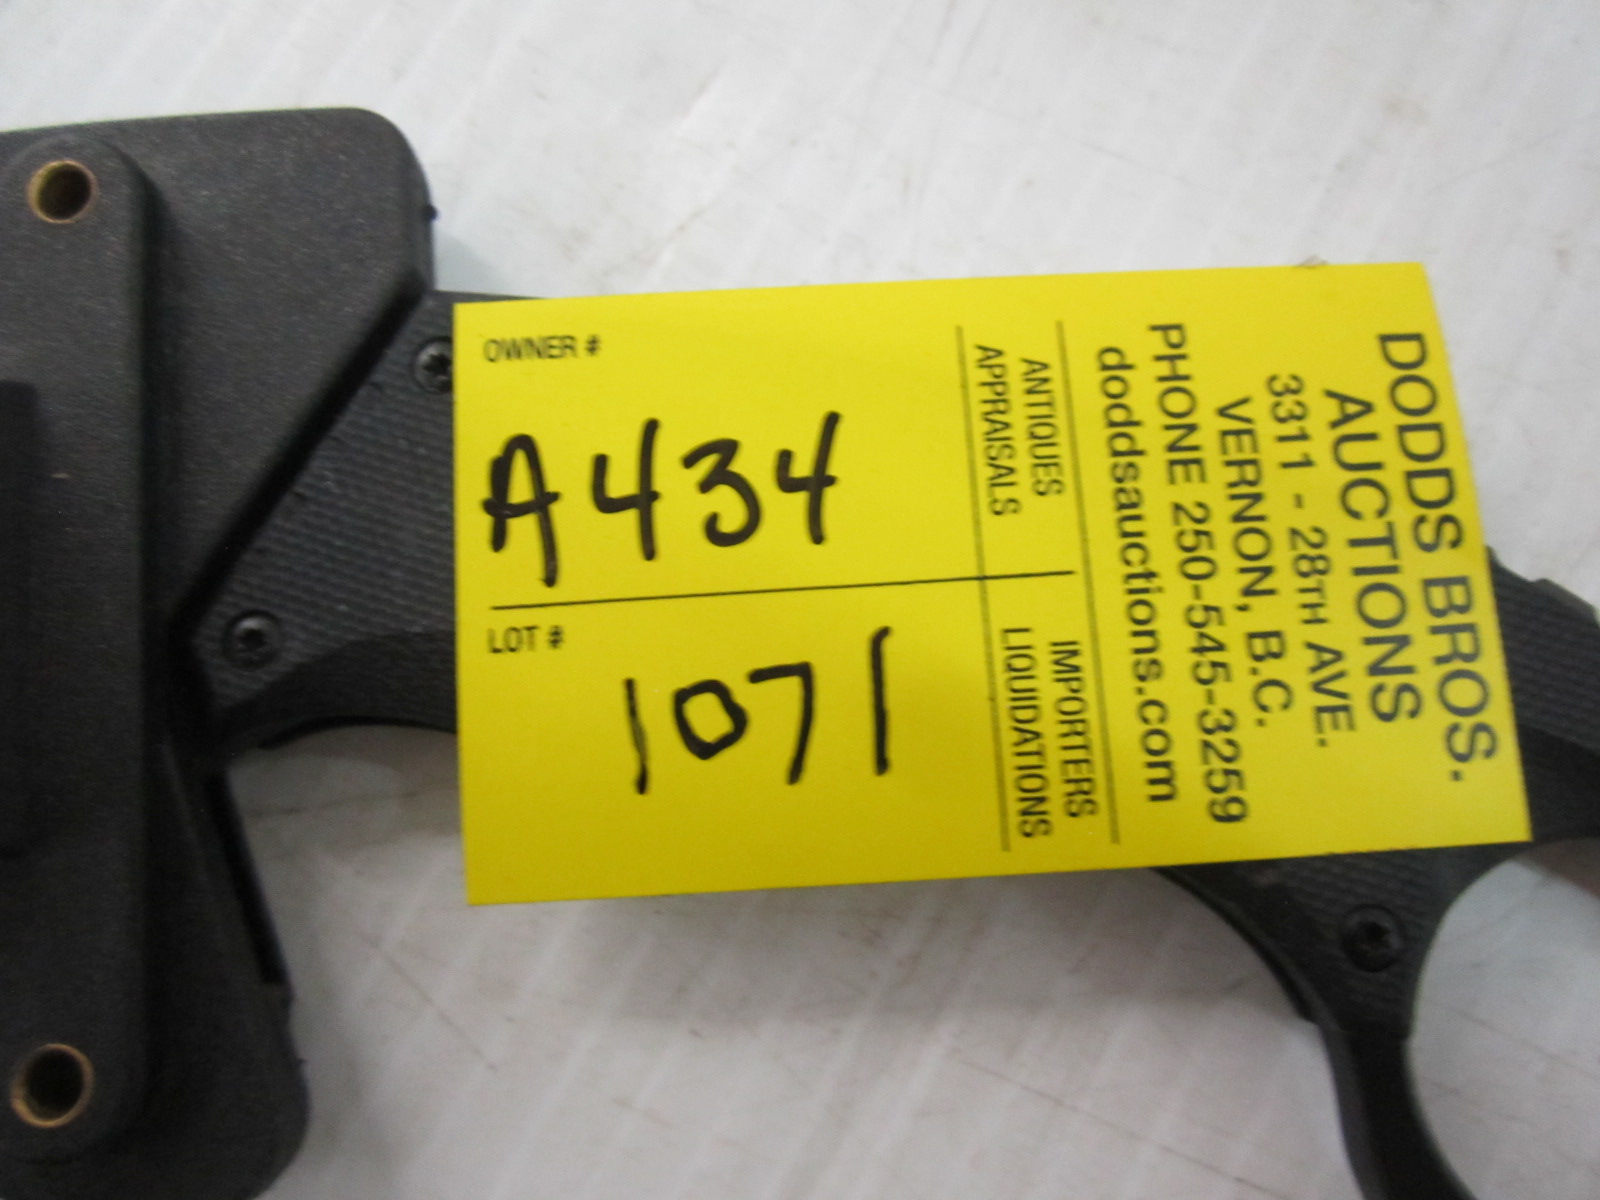 DODDS BROS.
AUCTIONS
3311 - 28TH AVE.
VERNON, B.C.
PHONE 250-545-3259
doddsauctions.com
ANTIQUES
APPRAISALS
IMPORTERS
LIQUIDATIONS
OWNER #
A434
LOT #
1071